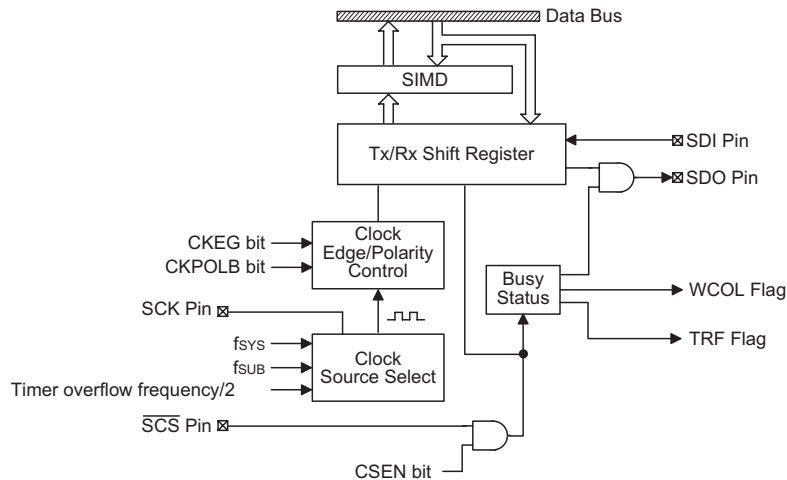 Data Bus
SIMD
Tx/Rx Shift Register
SDI Pin
SDO Pin
CKEG bit
CKPOLB bit
Clock
Edge/Polarity
Control
Busy
Status
WCOL Flag
TRF Flag
SCK Pin
fSYS
fSUB
Timer overflow frequency/2
Clock
Source Select
SCS Pin
CSEN bit